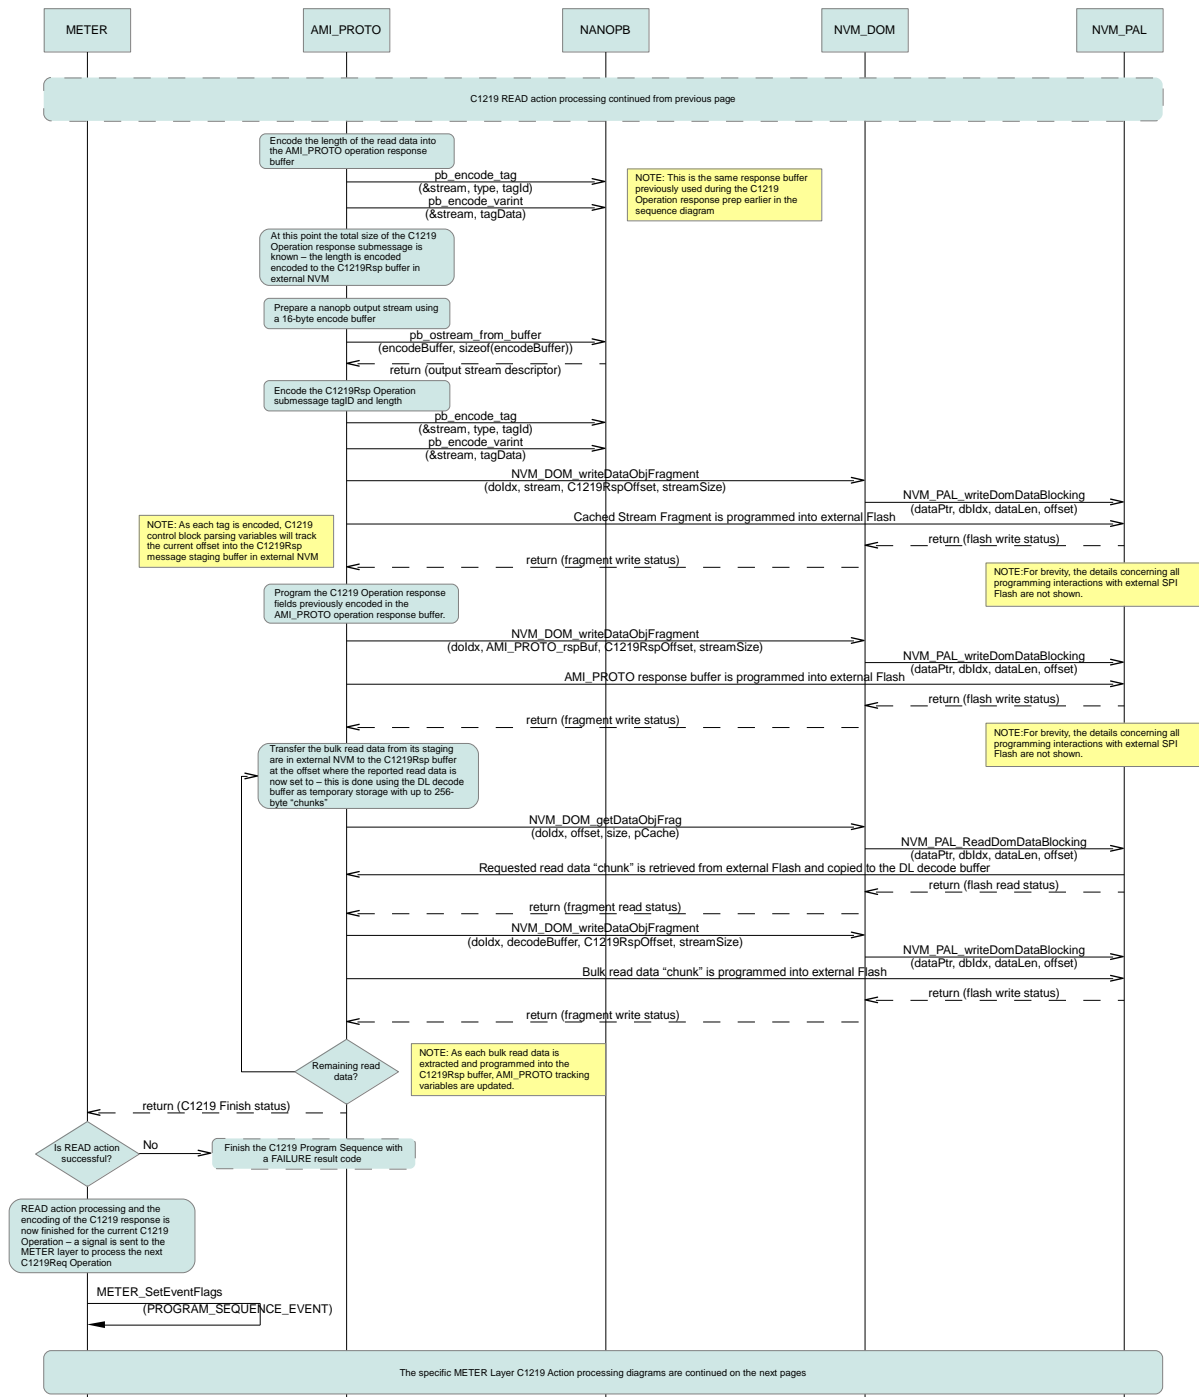 METER
AMI_PROTO
NANOPB
NVM_DOM
NVM_PAL
C1219 READ action processing continued from previous page
Encode the length of the read data into
the AMI_PROTO operation response
buffer
pb_encode_tag
(&stream, type, tagId)
pb_encode_varint
(&stream, tagData)
NOTE: This is the same response buffer
previously used during the C1219
Operation response prep earlier in the
sequence diagram
At this point the total size of the C1219
Operation response submessage is
known – the length is encoded
encoded to the C1219Rsp buffer in
external NVM
Prepare a nanopb output stream using
a 16-byte encode buffer
pb_ostream_from_buffer
(encodeBuffer, sizeof(encodeBuffer))
return (output stream descriptor)
Encode the C1219Rsp Operation
submessage tagID and length
pb_encode_tag
(&stream, type, tagId)
pb_encode_varint
(&stream, tagData)
NVM_DOM_writeDataObjFragment
(doIdx, stream, C1219RspOffset, streamSize)
NVM_PAL_writeDomDataBlocking
(dataPtr, dbIdx, dataLen, offset)
NOTE: As each tag is encoded, C1219
control block parsing variables will track
the current offset into the C1219Rsp
message staging buffer in external NVM
Cached Stream Fragment is programmed into external Flash
return (flash write status)
return (fragment write status)
NOTE:For brevity, the details concerning all
programming interactions with external SPI
Flash are not shown.
Program the C1219 Operation response
fields previously encoded in the
AMI_PROTO operation response buffer.
NVM_DOM_writeDataObjFragment
(doIdx, AMI_PROTO_rspBuf, C1219RspOffset, streamSize)
NVM_PAL_writeDomDataBlocking
(dataPtr, dbIdx, dataLen, offset)
AMI_PROTO response buffer is programmed into external Flash
return (flash write status)
return (fragment write status)
NOTE:For brevity, the details concerning all
programming interactions with external SPI
Flash are not shown.
Transfer the bulk read data from its staging
are in external NVM to the C1219Rsp buffer
at the offset where the reported read data is
now set to – this is done using the DL decode
buffer as temporary storage with up to 256-
byte “chunks”
NVM_DOM_getDataObjFrag
(doIdx, offset, size, pCache)
NVM_PAL_ReadDomDataBlocking
(dataPtr, dbIdx, dataLen, offset)
Requested read data “chunk” is retrieved from external Flash and copied to the DL decode buffer
return (flash read status)
return (fragment read status)
NVM_DOM_writeDataObjFragment
(doIdx, decodeBuffer, C1219RspOffset, streamSize)
NVM_PAL_writeDomDataBlocking
(dataPtr, dbIdx, dataLen, offset)
Bulk read data “chunk” is programmed into external Flash
return (flash write status)
return (fragment write status)
Remaining read
data?
NOTE: As each bulk read data is
extracted and programmed into the
C1219Rsp buffer, AMI_PROTO tracking
variables are updated.
return (C1219 Finish status)
Is READ action
successful?
No
Finish the C1219 Program Sequence with
a FAILURE result code
READ action processing and the
encoding of the C1219 response is
now finished for the current C1219
Operation – a signal is sent to the
METER layer to process the next
C1219Req Operation
METER_SetEventFlags
(PROGRAM_SEQUENCE_EVENT)
The specific METER Layer C1219 Action processing diagrams are continued on the next pages